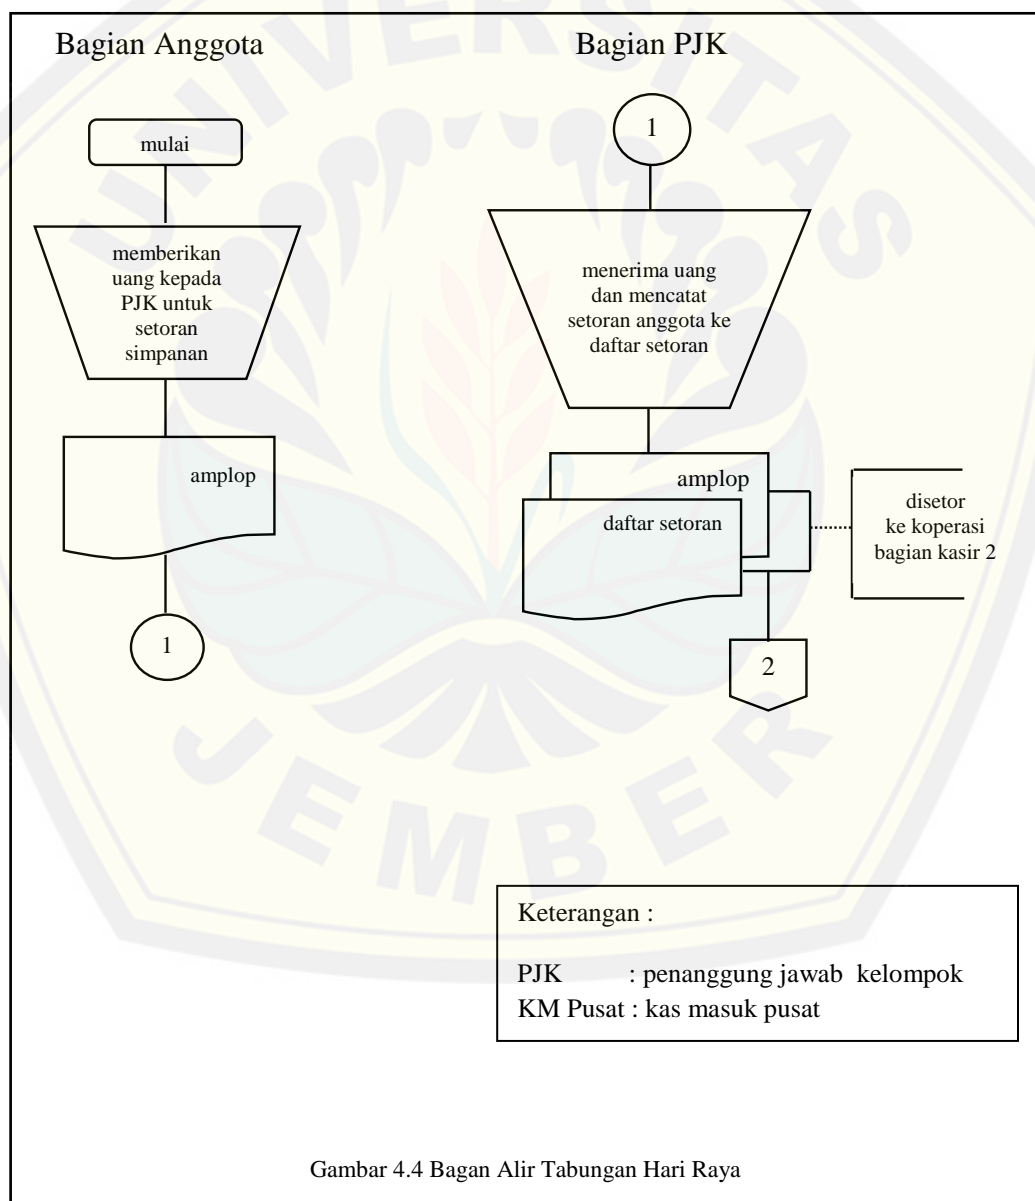 Bagian Anggota
Bagian PJK
mulai
memberikan
uang kepada
PJK untuk
setoran
simpanan
amplop
1
1
menerima uang
dan mencatat
setoran anggota ke
daftar setoran
amplop
daftar setoran
disetor
ke koperasi
bagian kasir 2
2
UNIVERSITAS
JEMBER
Keterangan :
PJK : penanggung jawab kelompok
KM Pusat : kas masuk pusat
Gambar 4.4 Bagan Alir Tabungan Hari Raya